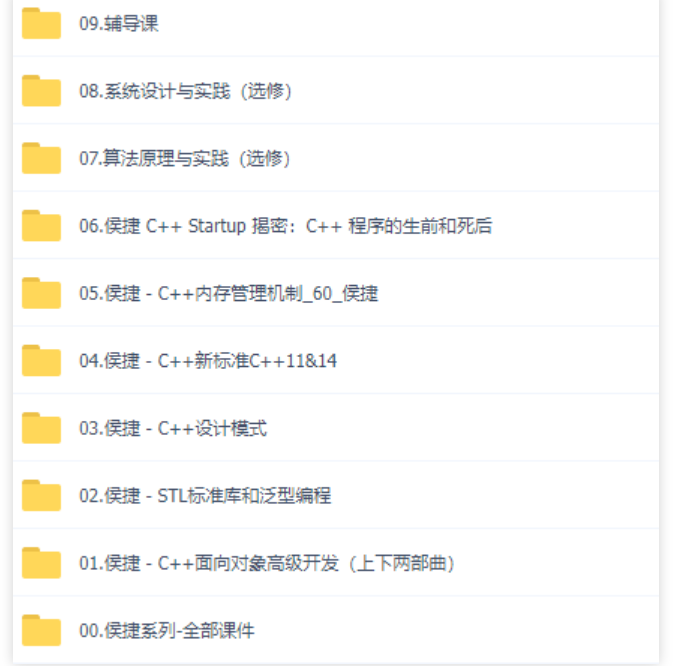 09.辅导课
08.系统设计与实践（选修）
07.算法原理与实践（选修）
06.侯捷 C++ Startup 揭密：C++ 程序的生前和死后
05.侯捷 - C++内存管理机制_60_侯捷
04.侯捷 - C++新标准C++11&14
03.侯捷 - C++设计模式
02.侯捷 - STL标准库和泛型编程
01.侯捷 - C++面向对象高级开发（上下两部曲）
00.侯捷系列-全部课件